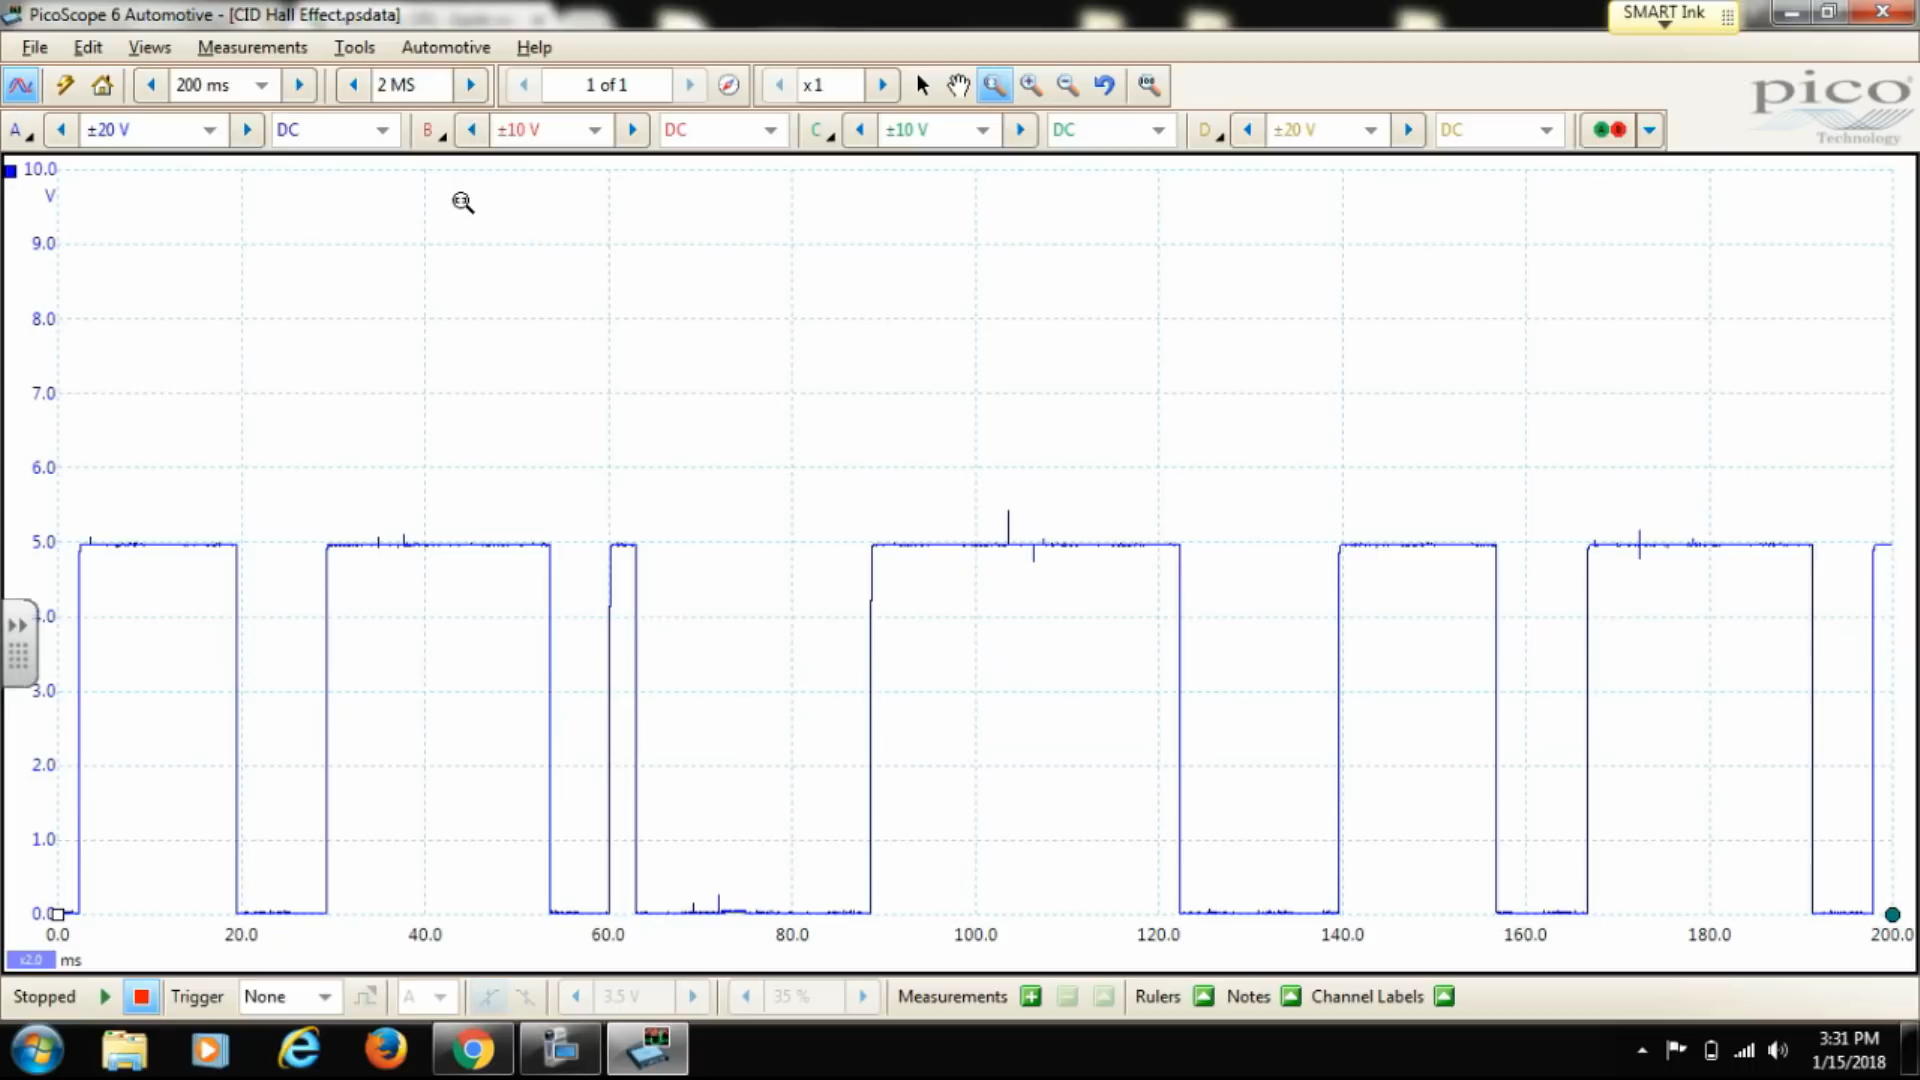 PicoScope 6 Automotive - [CID Hall Effect.psdata]
SMART Ink
File Edit Views Measurements Tools Automotive Help
200 ms 2 MS 1 of 1 x1
pico
Technology
A ±20 V DC B ±10 V DC C ±10 V DC D ±20 V DC
10.0
V
9.0
8.0
7.0
6.0
5.0
4.0
3.0
2.0
1.0
0.0
0.0 20.0 40.0 60.0 80.0 100.0 120.0 140.0 160.0 180.0 200.0
x2.0 ms
Stopped Trigger None A 3.5 V 35 % Measurements Rulers Notes Channel Labels
3:31 PM
1/15/2018